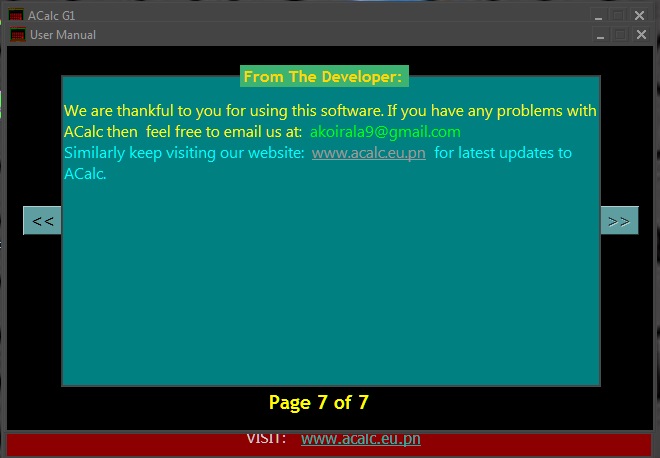 ACalc G1
User Manual
From The Developer:
We are thankful to you for using this software. If you have any problems with
ACalc then feel free to email us at: akoirala9@gmail.com
Similarly keep visiting our website: www.acalc.eu.pn for latest updates to
ACalc.
<< >>
Page 7 of 7
VISIT: www.acalc.eu.pn